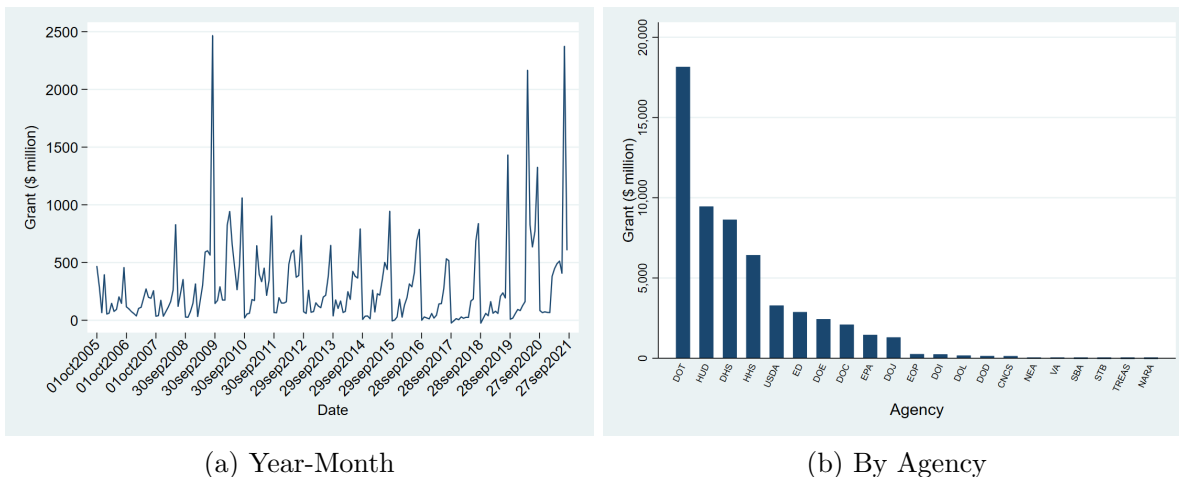 2500
2000
1500
1000
500
0
Grant ($ million)
01oct2005
01oct2006
01oct2007
30sep2008
30sep2009
30sep2010
30sep2011
29sep2012
29sep2013
29sep2014
29sep2015
28sep2016
28sep2017
28sep2018
28sep2019
27sep2020
27sep2021
Date
(a) Year-Month
20,000
15,000
10,000
5,000
0
Grant ($ million)
DOT
HUD
DHS
HHS
USDA
ED
DOE
DOC
EPA
DOJ
EOP
DOI
DOL
DOD
CNCS
NEA
VA
SBA
STB
TREAS
NARA
Agency
(b) By Agency